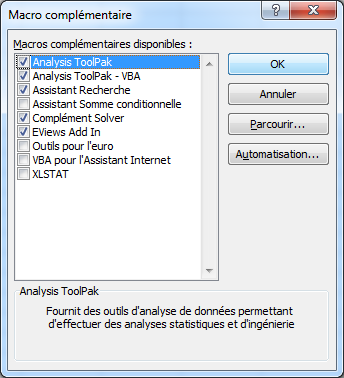 Macro complémentaire
Macros complémentaires disponibles :
Analysis ToolPak
Analysis ToolPak - VBA
Assistant Recherche
Assistant Somme conditionnelle
Complément Solver
EViews Add In
Outils pour l'euro
VBA pour l'Assistant Internet
XLSTAT
OK
Annuler
Parcourir...
Automatisation...
Analysis ToolPak
Fournit des outils d'analyse de données permettant
d'effectuer des analyses statistiques et d'ingénierie